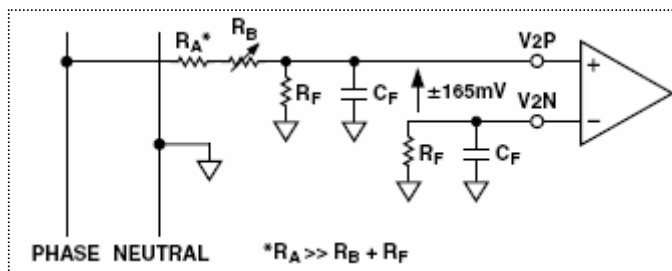 RA* RB V2P
+
RF CF ±165mV
V2N
−
RF CF
PHASE NEUTRAL *RA >> RB + RF